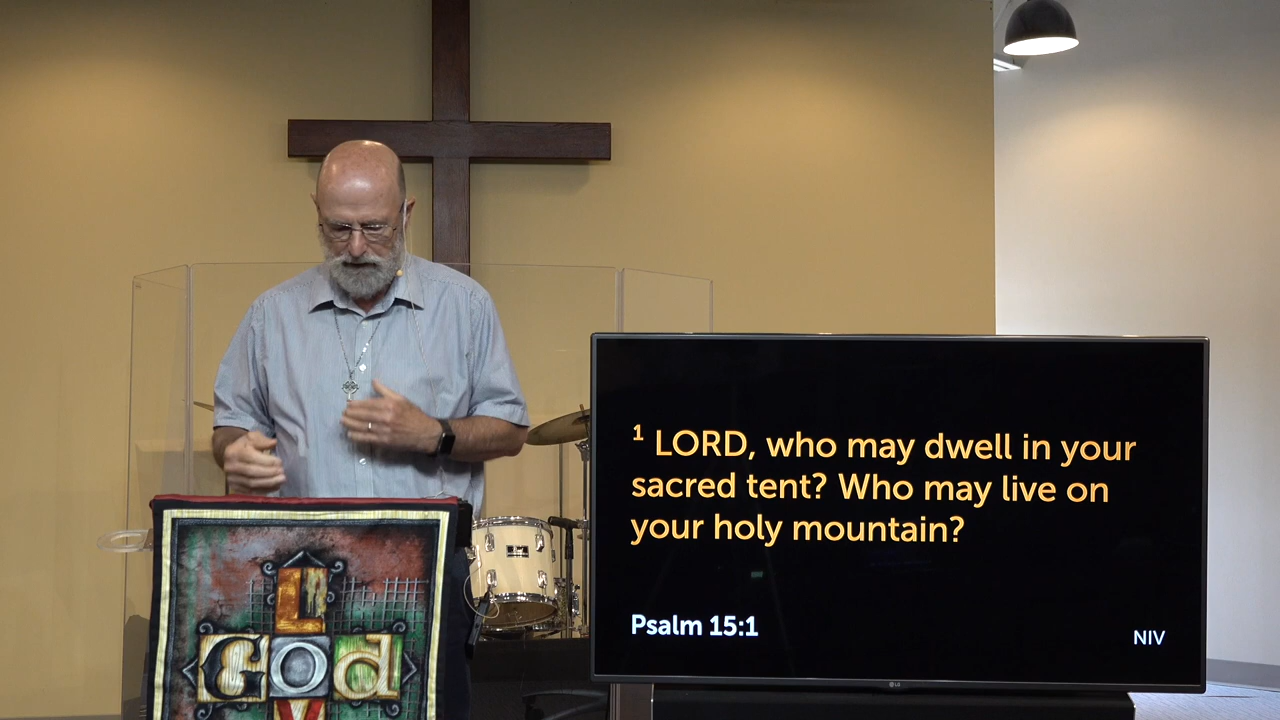 ¹ LORD, who may dwell in your
sacred tent? Who may live on
your holy mountain?
Psalm 15:1
NIV
LG
L
God
V